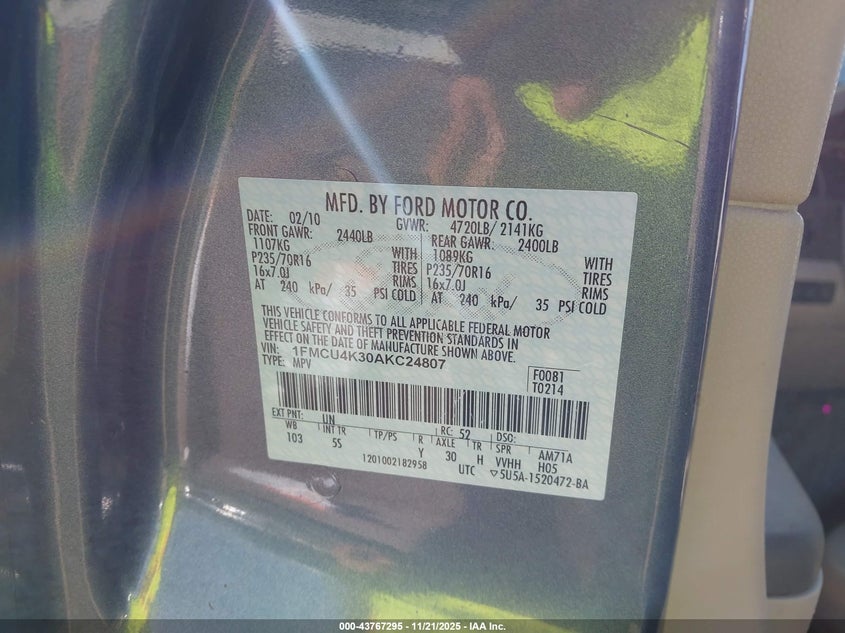 MFD. BY FORD MOTOR CO.
DATE: 02/10 GVWR: 4720LB/ 2141KG
FRONT GAWR: 2440LB REAR GAWR: 2400LB
1107KG WITH 1089KG WITH
P235/70R16 TIRES P235/70R16 TIRES
16x7.0J RIMS 16x7.0J RIMS
AT 240 kPa/ 35 PSI COLD AT 240 kPa/ 35 PSI COLD
THIS VEHICLE CONFORMS TO ALL APPLICABLE FEDERAL MOTOR
VEHICLE SAFETY AND THEFT PREVENTION STANDARDS IN
EFFECT ON THE DATE OF MANUFACTURE SHOWN ABOVE.
VIN: 1FMCU4K30AKC24807
TYPE: MPV
F0081
T0214
EXT PNT: UN RC: 52 DSG:
WB INT TR TP/PS R AXLE TR SPR AM71A
103 5S Y 30 H VVHH H05
1201002182958 UTC ▽5U5A-1520472-BA
000-43767295 - 11/21/2025 - IAA Inc.